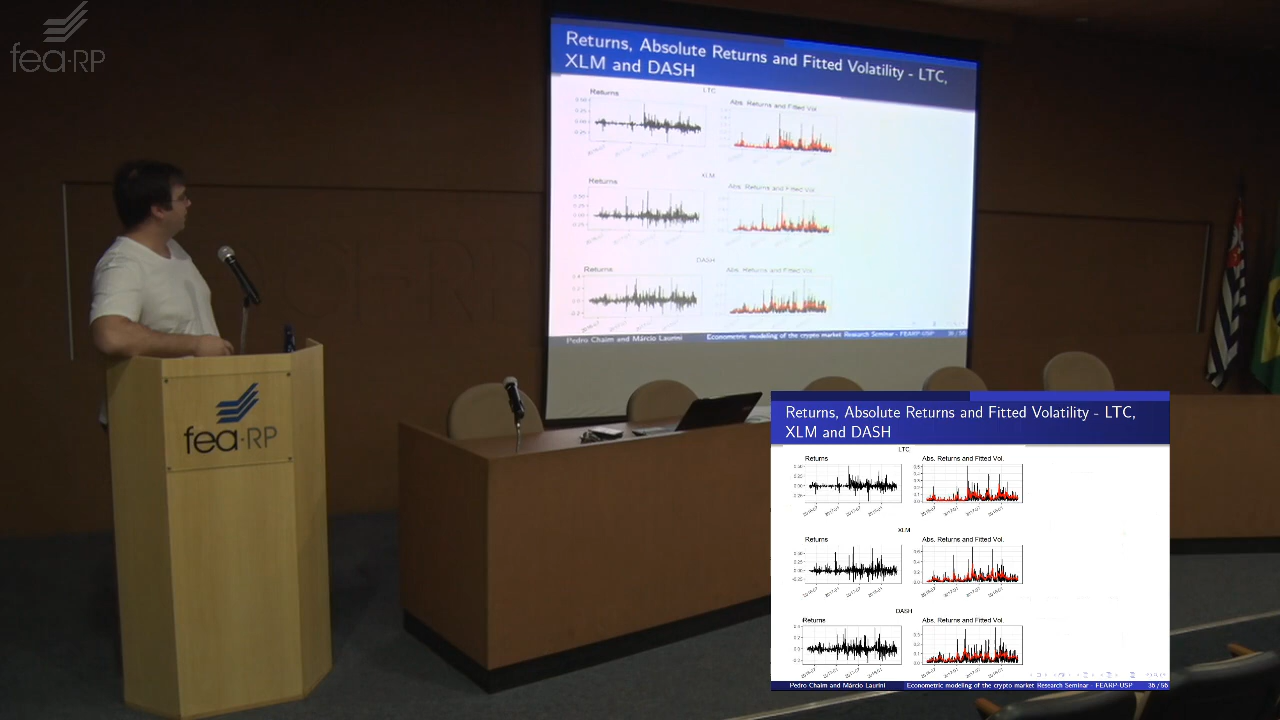 fea-RP
Returns, Absolute Returns and Fitted Volatility - LTC,
XLM and DASH
LTC
Returns
Abs. Returns and Fitted Vol.
XLM
Returns
Abs. Returns and Fitted Vol.
DASH
Returns
Abs. Returns and Fitted Vol.
Pedro Chaim and Márcio Laurini Econometric modeling of the crypto market Research Seminar - FEARP-USP 36 / 56
fea-RP
Returns, Absolute Returns and Fitted Volatility - LTC,
XLM and DASH
LTC
Returns
Abs. Returns and Fitted Vol.
XLM
Returns
Abs. Returns and Fitted Vol.
DASH
Returns
Abs. Returns and Fitted Vol.
Pedro Chaim and Márcio Laurini Econometric modeling of the crypto market Research Seminar - FEARP-USP 36 / 56